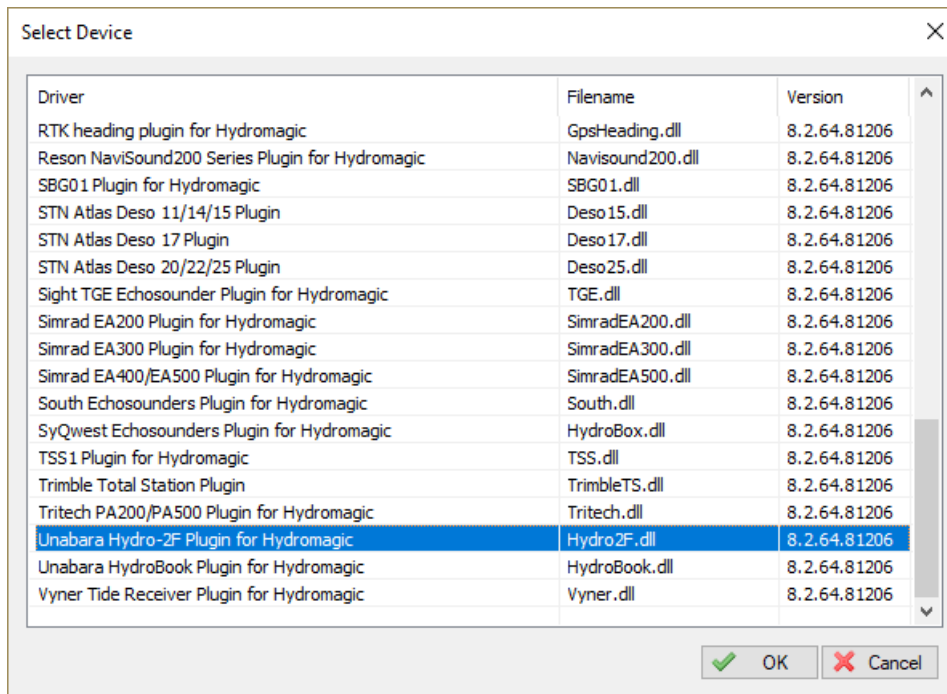 Select Device
Driver Filename Version
RTK heading plugin for Hydromagic GpsHeading.dll 8.2.64.81206
Reson NaviSound200 Series Plugin for Hydromagic Navisound200.dll 8.2.64.81206
SBG01 Plugin for Hydromagic SBG01.dll 8.2.64.81206
STN Atlas Deso 11/14/15 Plugin Deso15.dll 8.2.64.81206
STN Atlas Deso 17 Plugin Deso17.dll 8.2.64.81206
STN Atlas Deso 20/22/25 Plugin Deso25.dll 8.2.64.81206
Sight TGE Echosounder Plugin for Hydromagic TGE.dll 8.2.64.81206
Simrad EA200 Plugin for Hydromagic SimradEA200.dll 8.2.64.81206
Simrad EA300 Plugin for Hydromagic SimradEA300.dll 8.2.64.81206
Simrad EA400/EA500 Plugin for Hydromagic SimradEA500.dll 8.2.64.81206
South Echosounders Plugin for Hydromagic South.dll 8.2.64.81206
SyQwest Echosounders Plugin for Hydromagic HydroBox.dll 8.2.64.81206
TSS1 Plugin for Hydromagic TSS.dll 8.2.64.81206
Trimble Total Station Plugin TrimbleTS.dll 8.2.64.81206
Tritech PA200/PA500 Plugin for Hydromagic Tritech.dll 8.2.64.81206
Unabara Hydro-2F Plugin for Hydromagic Hydro2F.dll 8.2.64.81206
Unabara HydroBook Plugin for Hydromagic HydroBook.dll 8.2.64.81206
Vyner Tide Receiver Plugin for Hydromagic Vyner.dll 8.2.64.81206
OK Cancel